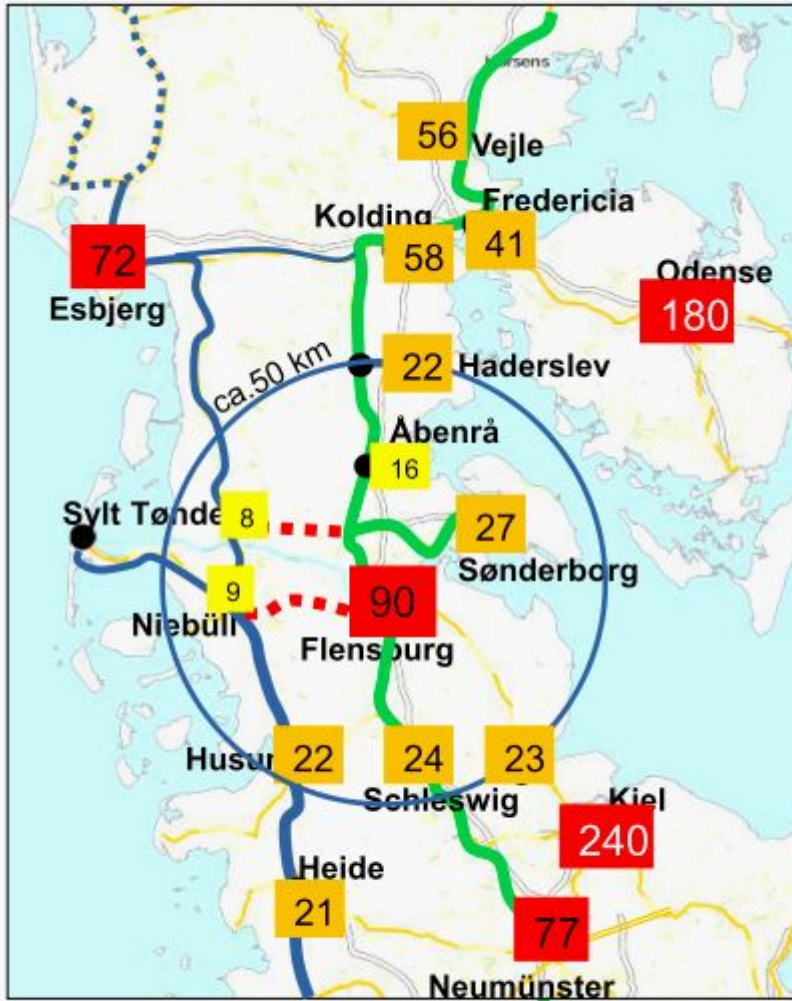 Horsens
56
Vejle
Fredericia
Kolding
41
58
72
Odense
180
Esbjerg
ca.50 km
22
Haderslev
Åbenrå
16
Sylt Tønde
8
27
Sønderborg
9
90
Niebüll
Flensburg
Husum
22
24
23
Schleswig
Kiel
240
Heide
21
77
Neumünster